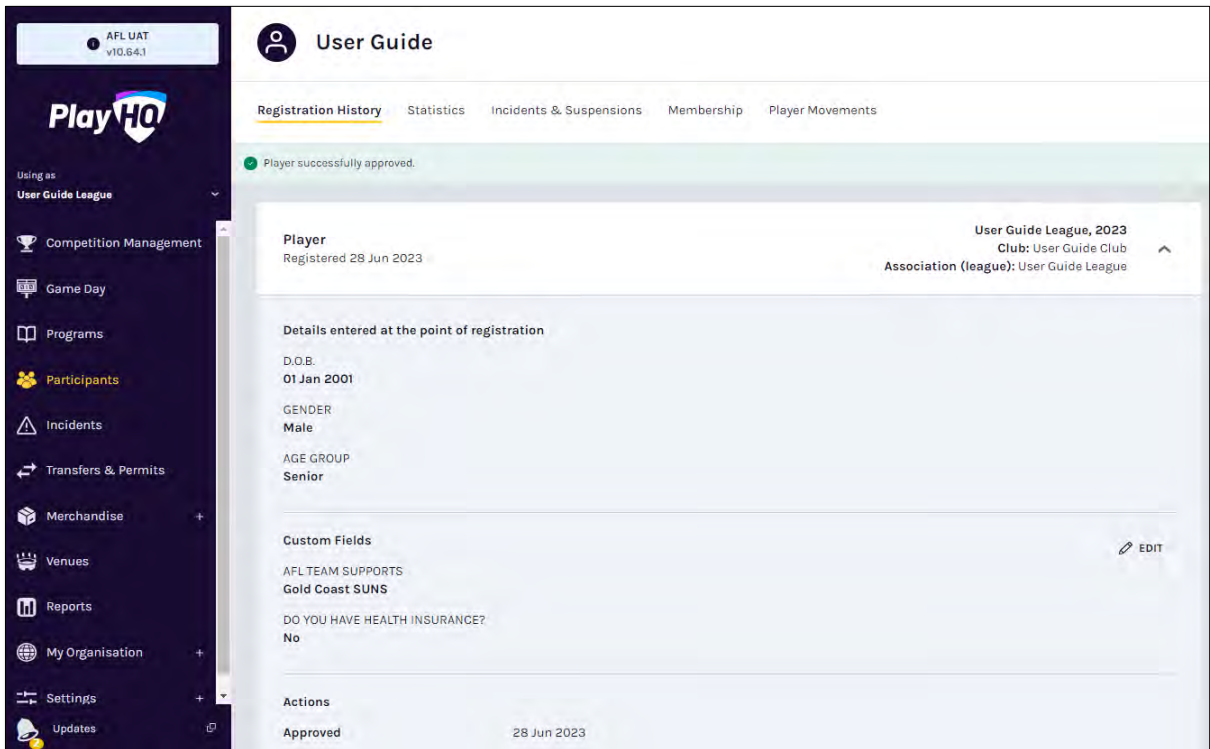 AFL UAT
v10.64.1
PlayHQ
Using as
User Guide League
Competition Management
Game Day
Programs
Participants
Incidents
Transfers & Permits
Merchandise +
Venues
Reports
My Organisation +
Settings +
Updates
2
User Guide
Registration History Statistics Incidents & Suspensions Membership Player Movements
Player successfully approved.
Player
Registered 28 Jun 2023
User Guide League, 2023
Club: User Guide Club
Association (league): User Guide League
Details entered at the point of registration
D.O.B.
01 Jan 2001
GENDER
Male
AGE GROUP
Senior
Custom Fields
EDIT
AFL TEAM SUPPORTS
Gold Coast SUNS
DO YOU HAVE HEALTH INSURANCE?
No
Actions
Approved 28 Jun 2023